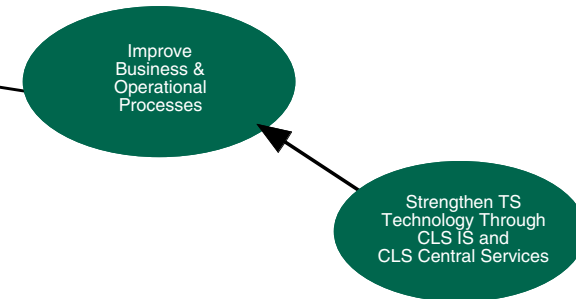 Improve
Business &
Operational
Processes
Strengthen TS
Technology Through
CLS IS and
CLS Central Services